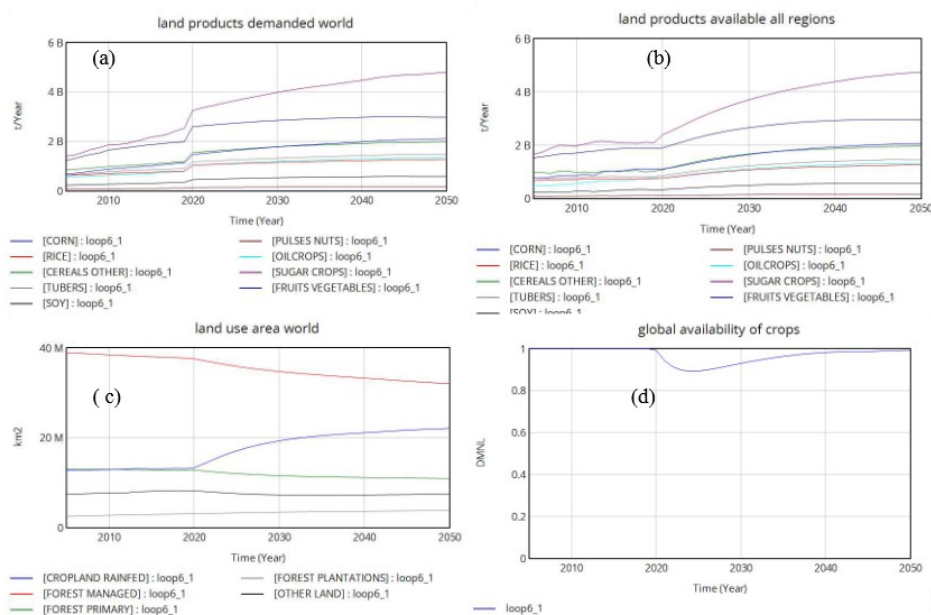 land products demanded world
(a)
6 B
4 B
2 B
0
t/Year
2010 2020 2030 2040 2050
Time (Year)
[CORN] : loop6_1 [PULSES NUTS] : loop6_1
[RICE] : loop6_1 [OILCROPS] : loop6_1
[CEREALS OTHER] : loop6_1 [SUGAR CROPS] : loop6_1
[TUBERS] : loop6_1 [FRUITS VEGETABLES] : loop6_1
[SOY] : loop6_1
land products available all regions
(b)
6 B
4 B
2 B
0
t/Year
2010 2020 2030 2040 2050
Time (Year)
[CORN] : loop6_1 [PULSES NUTS] : loop6_1
[RICE] : loop6_1 [OILCROPS] : loop6_1
[CEREALS OTHER] : loop6_1 [SUGAR CROPS] : loop6_1
[TUBERS] : loop6_1 [FRUITS VEGETABLES] : loop6_1
[SOY] : loop6_1
land use area world
( c)
40 M
20 M
0
km2
2010 2020 2030 2040 2050
Time (Year)
[CROPLAND RAINFED] : loop6_1 [FOREST PLANTATIONS] : loop6_1
[FOREST MANAGED] : loop6_1 [OTHER LAND] : loop6_1
[FOREST PRIMARY] : loop6_1
global availability of crops
(d)
1
0.8
0.6
0.4
0.2
0
DMNL
2010 2020 2030 2040 2050
Time (Year)
loop6_1